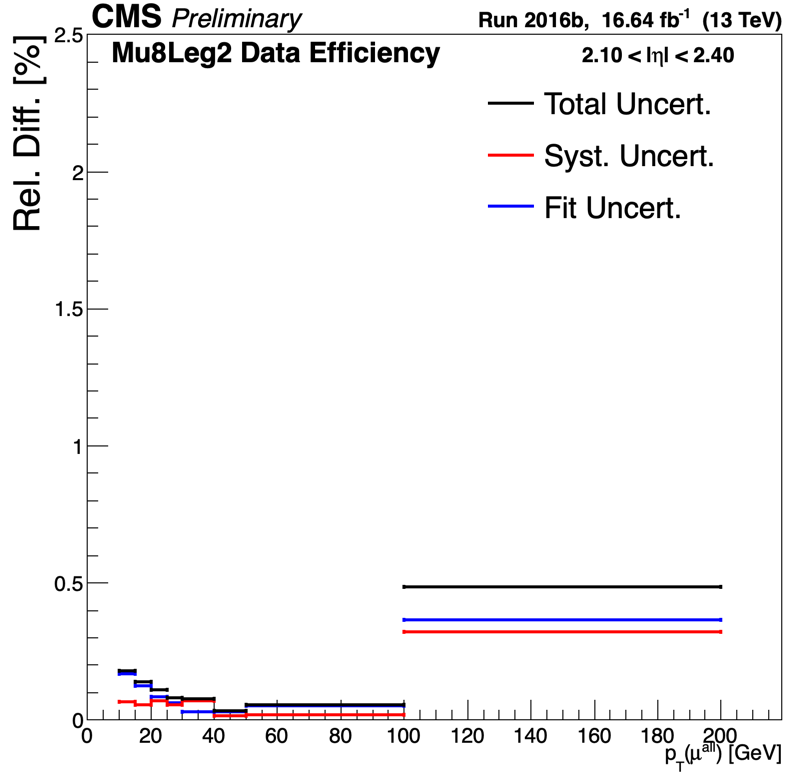 CMS Preliminary Run 2016b, 16.64 fb⁻¹ (13 TeV)
Mu8Leg2 Data Efficiency 2.10 < |η| < 2.40
Total Uncert.
Syst. Uncert.
Fit Uncert.
Rel. Diff. [%]
2.5
2
1.5
1
0.5
0
0 20 40 60 80 100 120 140 160 180 200
p_T(μ^all) [GeV]